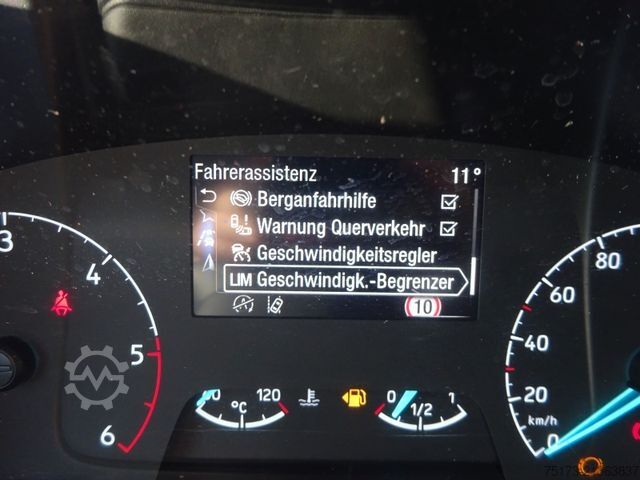 Fahrerassistenz 11°
Berganfahrhilfe
Warnung Querverkehr
Geschwindigkeitsregler
LIM Geschwindigk.-Begrenzer
10
3
4
5
6
°C 120
0 1/2 1
80
60
40
20
0
km/h